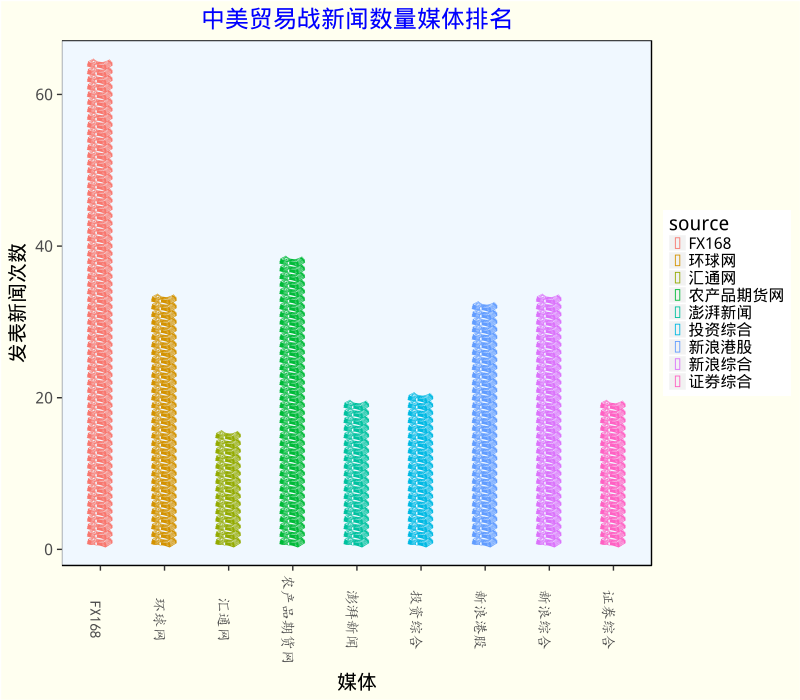 中美贸易战新闻数量媒体排名
发表新闻次数
60
40
20
0
FX168
环球网
汇通网
农产品期货网
澎湃新闻
投资综合
新浪港股
新浪综合
证券综合
媒体
source
FX168
环球网
汇通网
农产品期货网
澎湃新闻
投资综合
新浪港股
新浪综合
证券综合